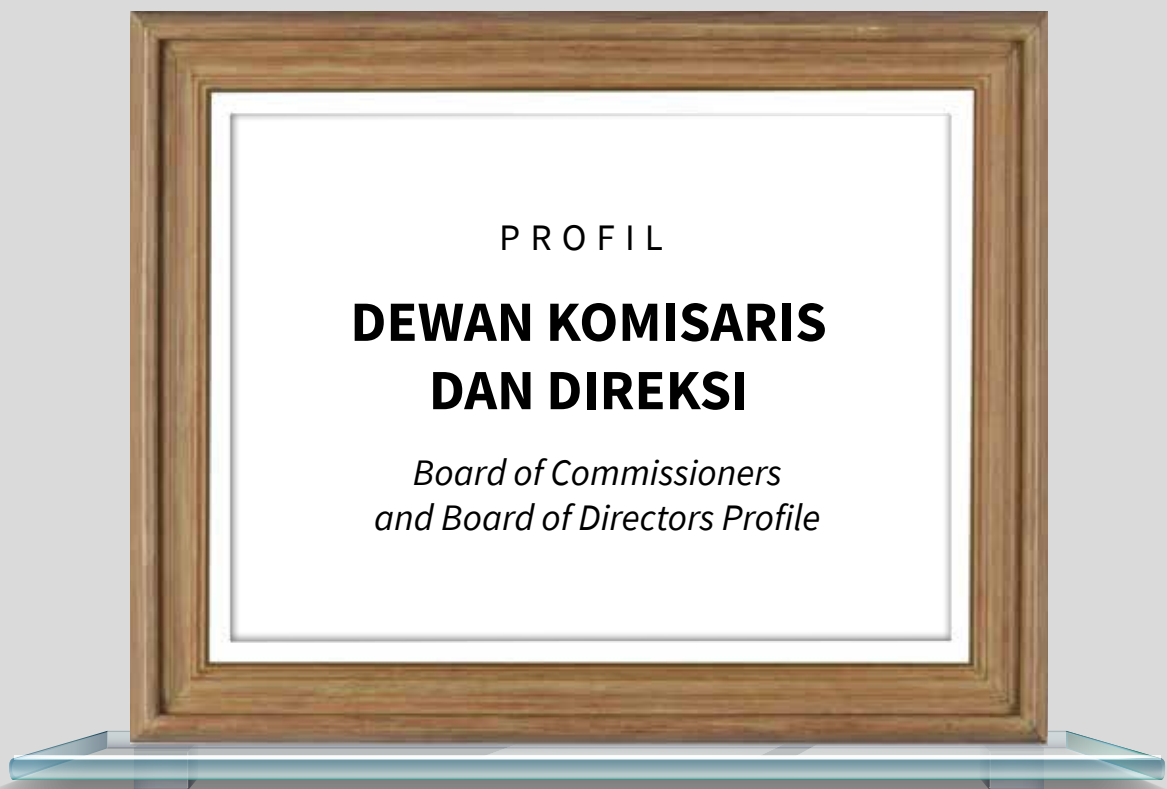 PROFIL
DEWAN KOMISARIS
DAN DIREKSI
Board of Commissioners
and Board of Directors Profile